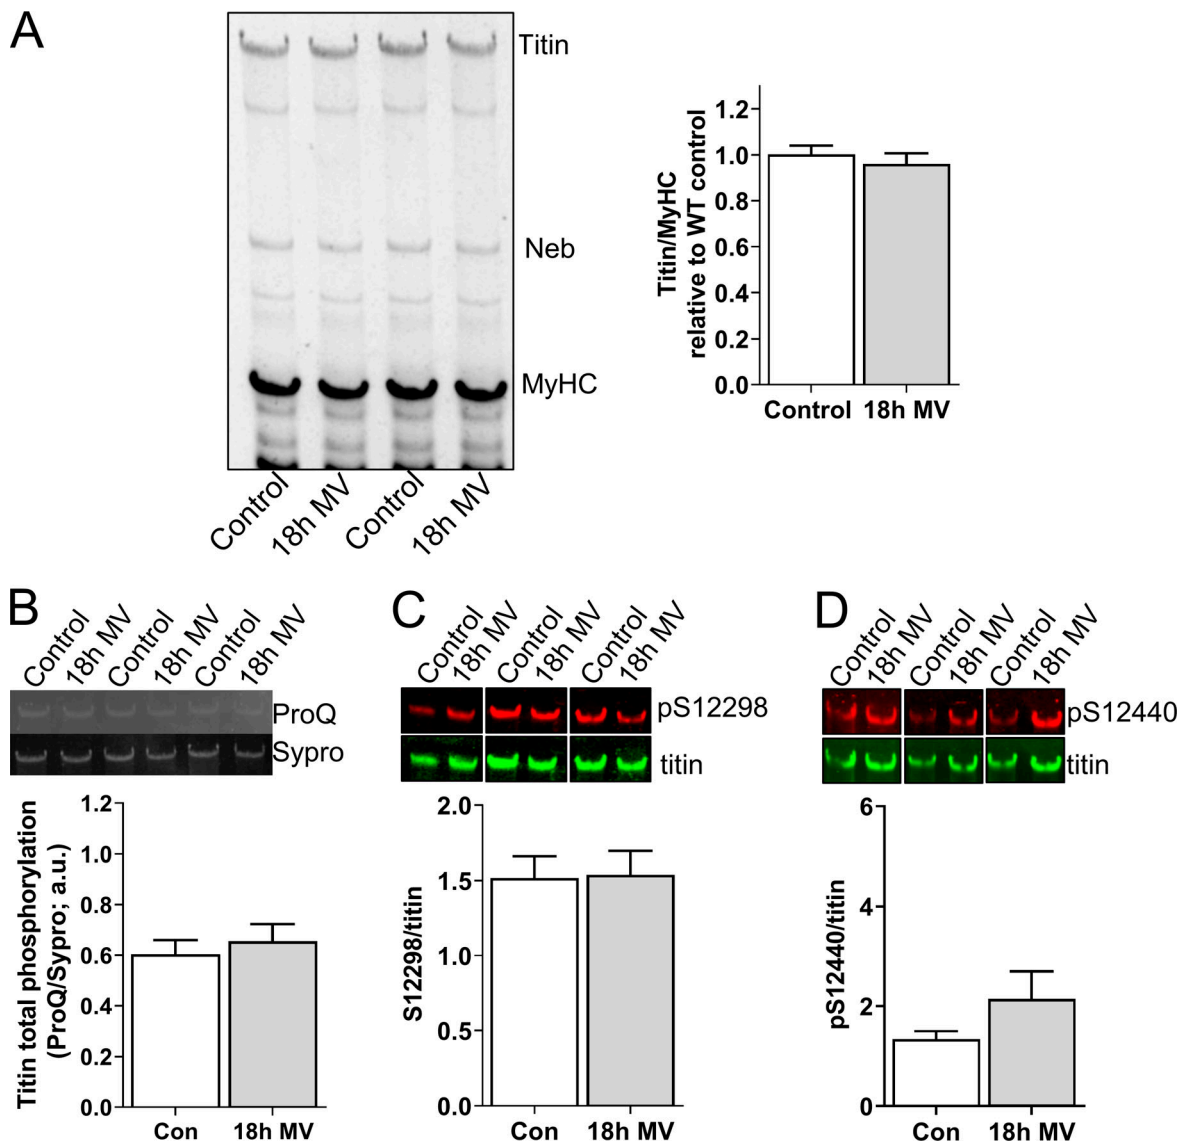 A
Titin
Neb
MyHC
Control
18h MV
Control
18h MV
Titin/MyHC
relative to WT control
1.2
1.0
0.8
0.6
0.4
0.2
0.0
Control
18h MV
B
Control
18h MV
Control
18h MV
Control
18h MV
ProQ
Sypro
Titin total phosphorylation
(ProQ/Sypro; a.u.)
1.2
1.0
0.8
0.6
0.4
0.2
0.0
Con
18h MV
C
Control
18h MV
Control
18h MV
Control
18h MV
pS12298
titin
S12298/titin
2.0
1.5
1.0
0.5
0.0
Con
18h MV
D
Control
18h MV
Control
18h MV
Control
18h MV
pS12440
titin
pS12440/titin
6
4
2
0
Con
18h MV